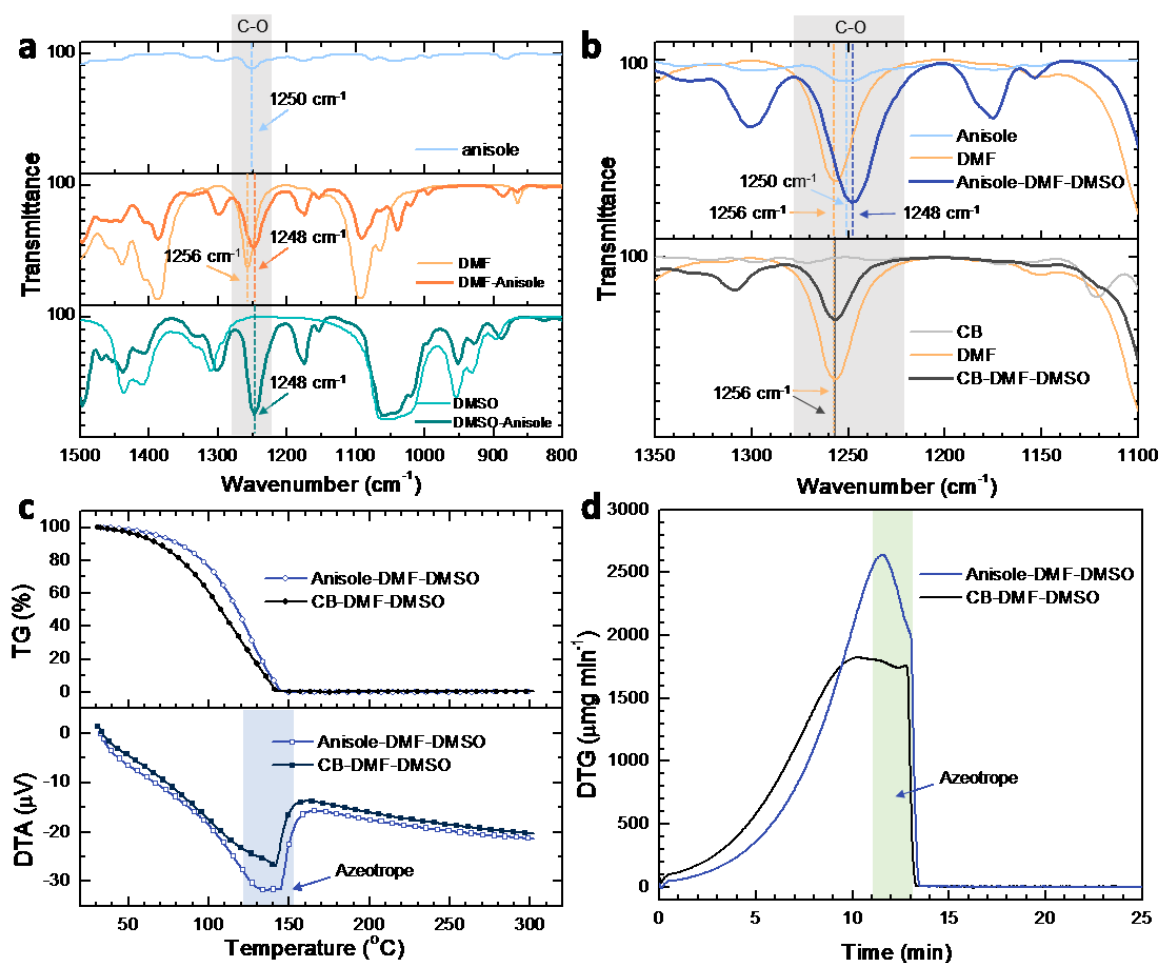 a
C-O
100
1250 cm⁻¹
anisole
100
1256 cm⁻¹
1248 cm⁻¹
DMF
DMF-Anisole
100
1248 cm⁻¹
DMSO
DMSO-Anisole
Transmittance
1500 1400 1300 1200 1100 1000 900 800
Wavenumber (cm⁻¹)
b
C-O
100
Anisole
DMF
Anisole-DMF-DMSO
1250 cm⁻¹
1256 cm⁻¹
1248 cm⁻¹
100
CB
DMF
CB-DMF-DMSO
1256 cm⁻¹
Transmittance
1350 1300 1250 1200 1150 1100
Wavenumber (cm⁻¹)
c
100
80
60
40
20
0
TG (%)
Anisole-DMF-DMSO
CB-DMF-DMSO
0
-10
-20
-30
DTA (μV)
Anisole-DMF-DMSO
CB-DMF-DMSO
Azeotrope
50 100 150 200 250 300
Temperature (°C)
d
3000
2500
2000
1500
1000
500
0
DTG (μmg min⁻¹)
Anisole-DMF-DMSO
CB-DMF-DMSO
Azeotrope
0 5 10 15 20 25
Time (min)